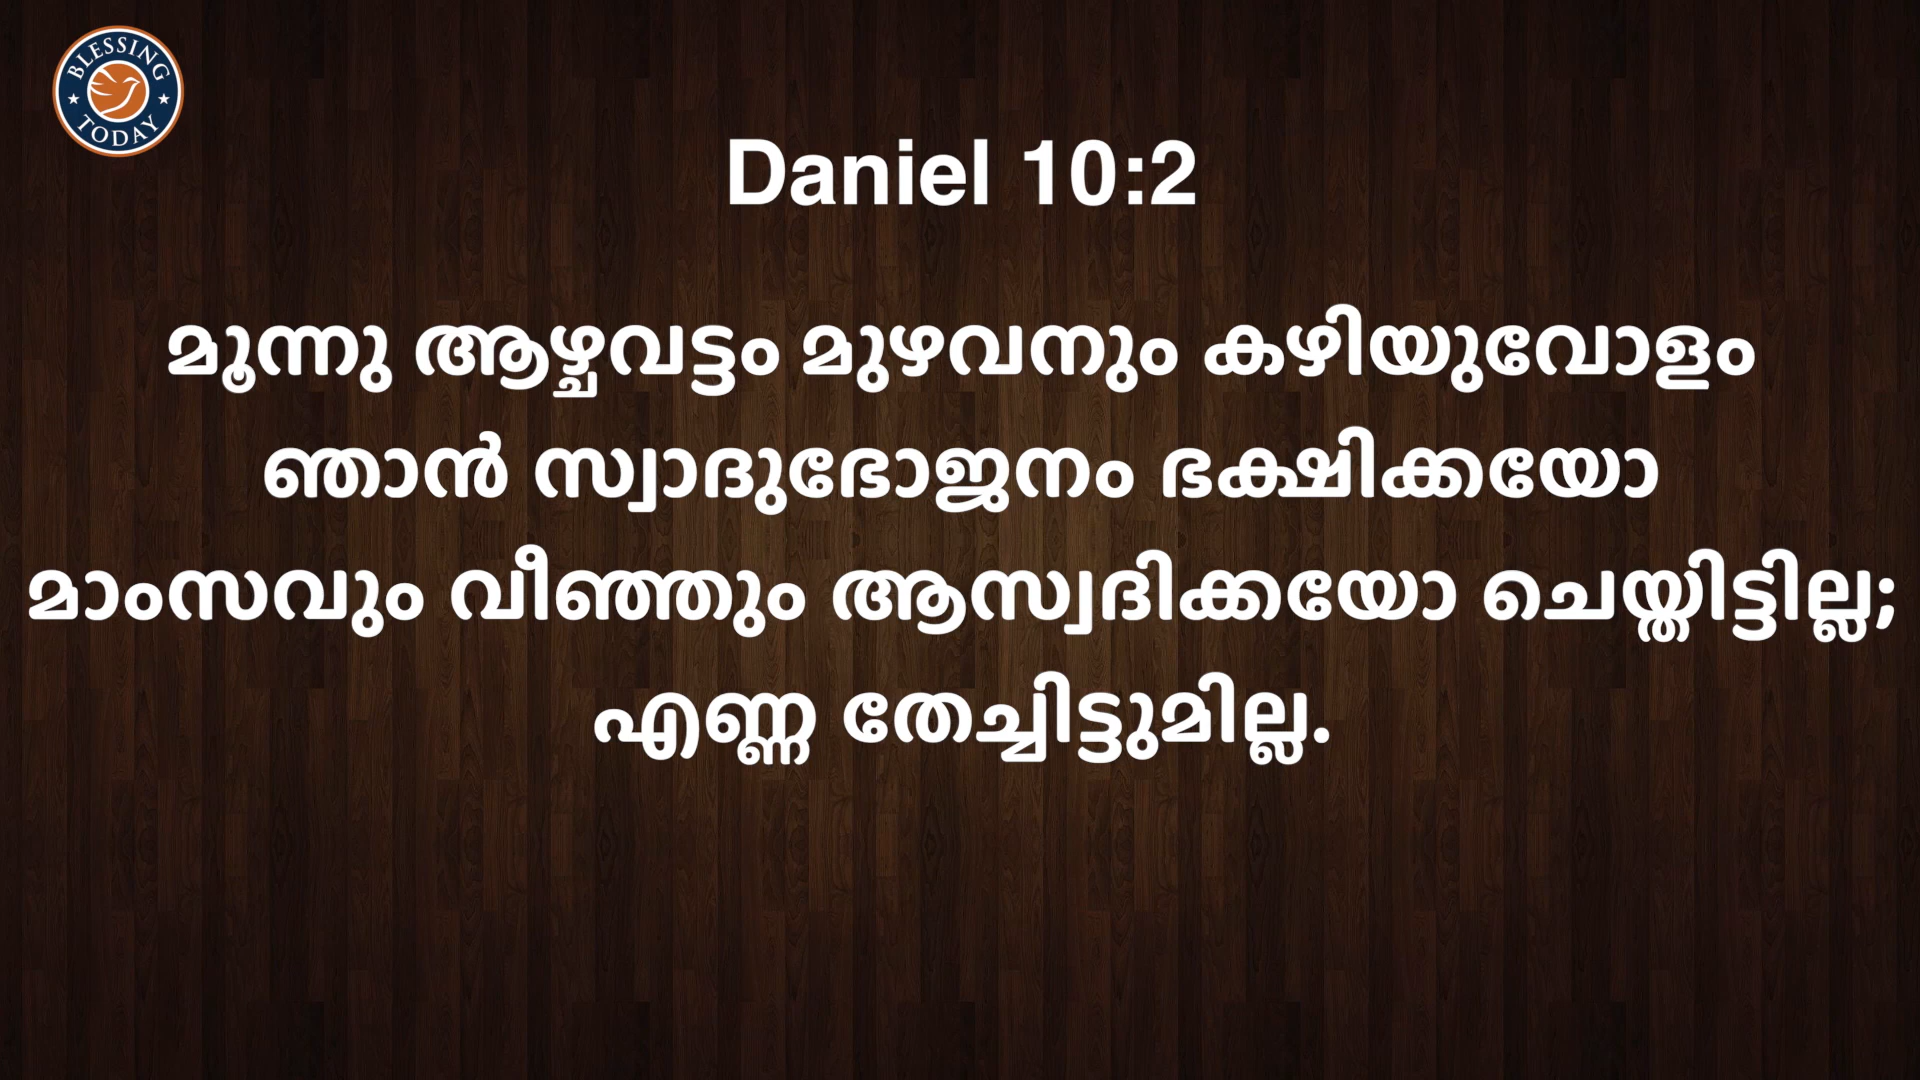 BLESSING
TODAY
Daniel 10:2
മൂന്നു ആഴ്ചവട്ടം മുഴവനും കഴിയുവോളം
ഞാൻ സ്വാദുഭോജനം ഭക്ഷിക്കയോ
മാംസവും വീഞ്ഞും ആസ്വദിക്കയോ ചെയ്തിട്ടില്ല;
എണ്ണ തേച്ചിട്ടുമില്ല.